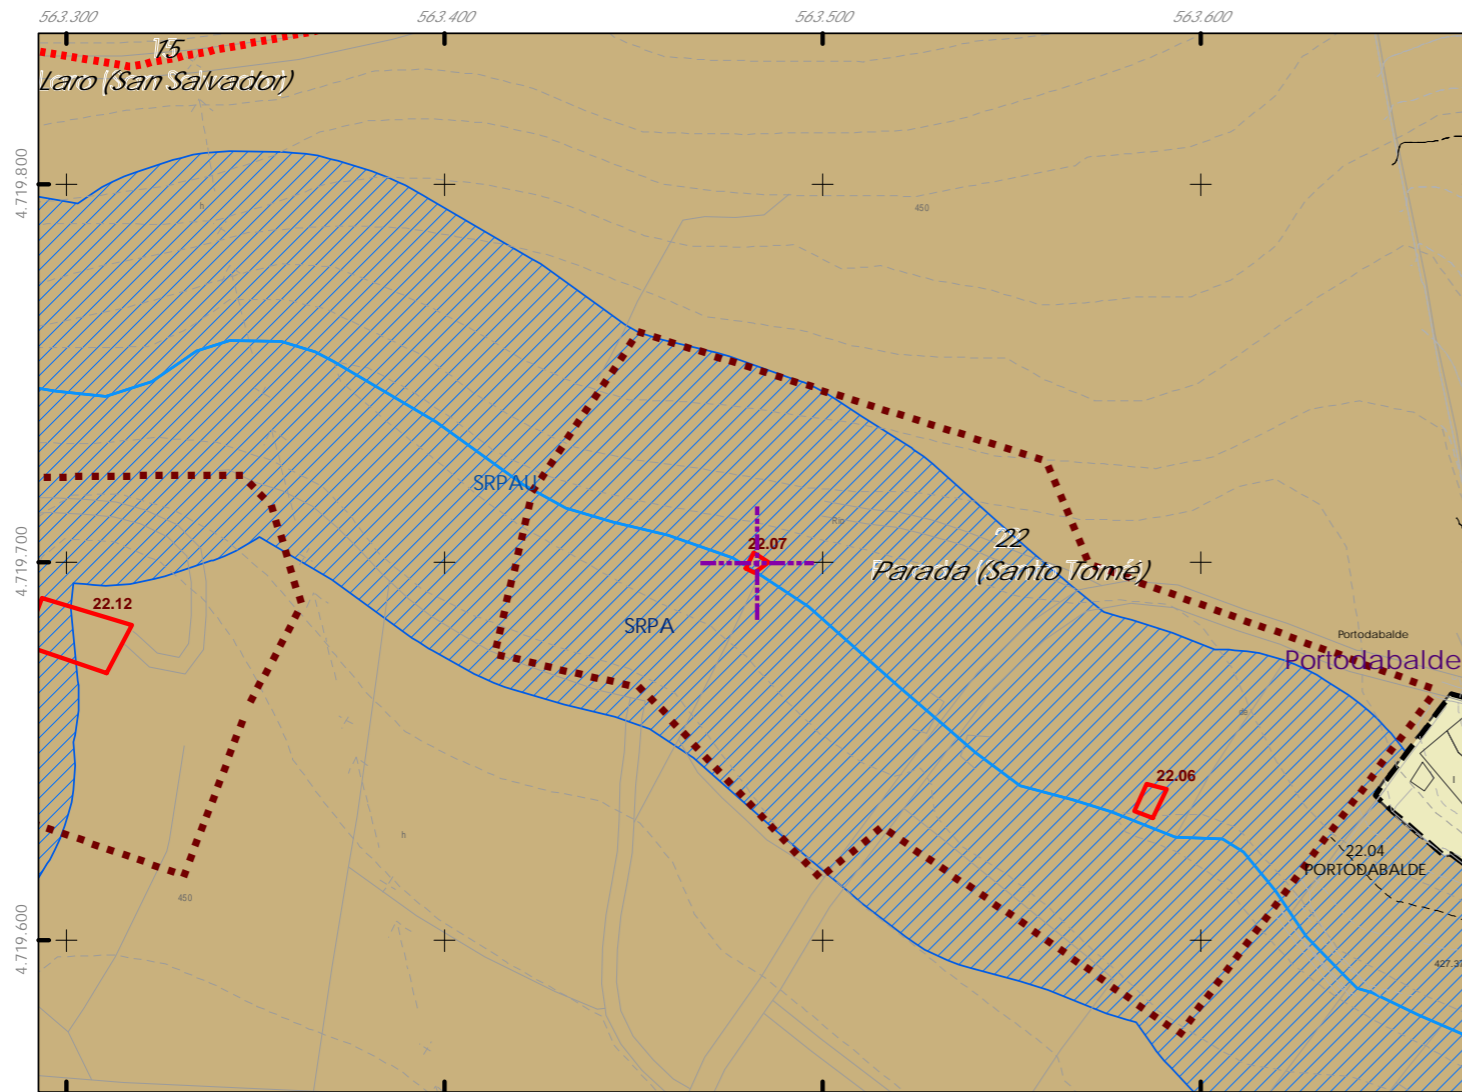 563.300
563.400
563.500
563.600
15
Laro (San Salvador)
4.719.800
h
450
SRPAU
Rio
22.07
22
Parada (Santo Tomé)
4.719.700
22.12
SRPA
Portodabalde
Portodabalde
22.06
h
22.04
PORTODABALDE
450
4.719.600